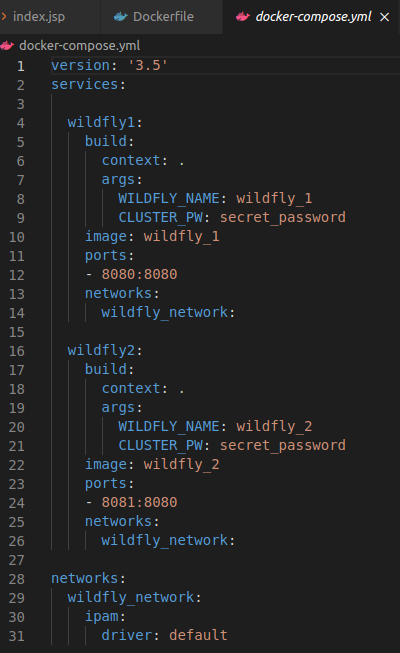 index.jsp Dockerfile docker-compose.yml ×
docker-compose.yml
1 version: '3.5'
2 services:
3
4 wildfly1:
5 build:
6 context: .
7 args:
8 WILDFLY_NAME: wildfly_1
9 CLUSTER_PW: secret_password
10 image: wildfly_1
11 ports:
12 - 8080:8080
13 networks:
14 wildfly_network:
15
16 wildfly2:
17 build:
18 context: .
19 args:
20 WILDFLY_NAME: wildfly_2
21 CLUSTER_PW: secret_password
22 image: wildfly_2
23 ports:
24 - 8081:8080
25 networks:
26 wildfly_network:
27
28 networks:
29 wildfly_network:
30 ipam:
31 driver: default